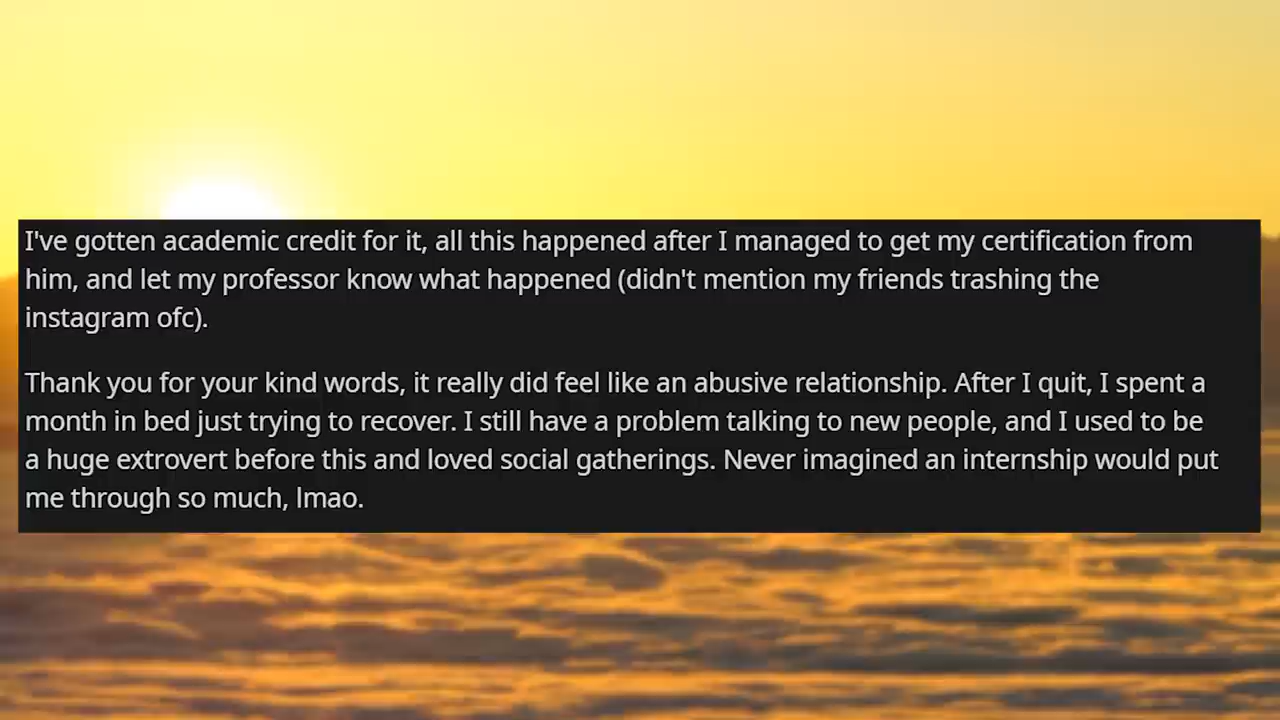 I've gotten academic credit for it, all this happened after I managed to get my certification from
him, and let my professor know what happened (didn't mention my friends trashing the
instagram ofc).
Thank you for your kind words, it really did feel like an abusive relationship. After I quit, I spent a
month in bed just trying to recover. I still have a problem talking to new people, and I used to be
a huge extrovert before this and loved social gatherings. Never imagined an internship would put
me through so much, lmao.